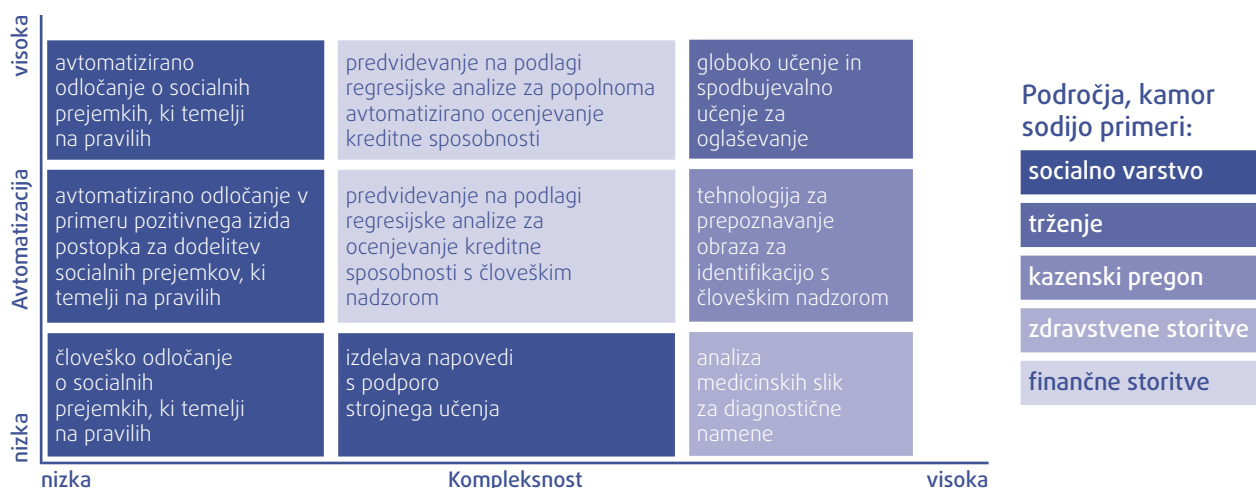 visoka
Avtomatizacija
nizka
avtomatizirano
odločanje o socialnih
prejemkih, ki temelji
na pravilih
predvidevanje na podlagi
regresijske analize za popolnoma
avtomatizirano ocenjevanje
kreditne sposobnosti
globoko učenje in
spodbujevalno
učenje za
oglaševanje
avtomatizirano odločanje v
primeru pozitivnega izida
postopka za dodelitev
socialnih prejemkov, ki
temelji na pravilih
predvidevanje na podlagi
regresijske analize za
ocenjevanje kreditne
sposobnosti s človeškim
nadzorom
tehnologija za
prepoznavanje
obraza za
identifikacijo s
človeškim nadzorom
človeško odločanje
o socialnih
prejemkih, ki temelji
na pravilih
izdelava napovedi
s podporo
strojnega učenja
analiza
medicinskih slik
za diagnostične
namene
nizka
Kompleksnost
visoka
Področja, kamor
sodijo primeri:
socialno varstvo
trženje
kazenski pregon
zdravstvene storitve
finančne storitve